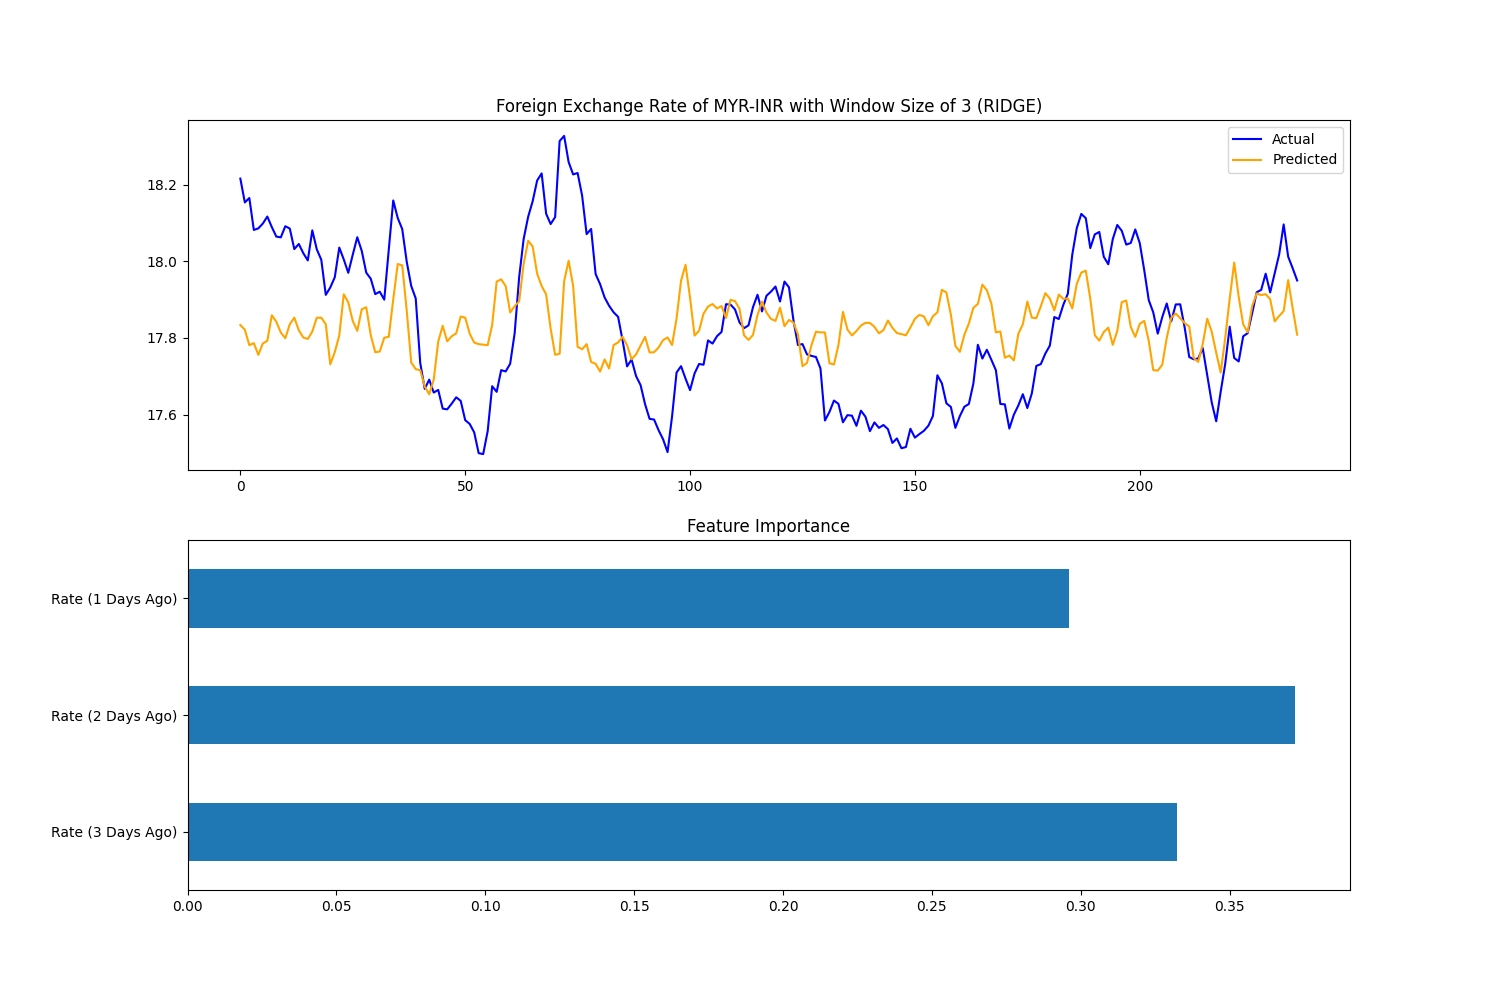 Foreign Exchange Rate of MYR-INR with Window Size of 3 (RIDGE)
Actual
Predicted
18.2
18.0
17.8
17.6
0 50 100 150 200
Feature Importance
Rate (1 Days Ago)
Rate (2 Days Ago)
Rate (3 Days Ago)
0.00 0.05 0.10 0.15 0.20 0.25 0.30 0.35